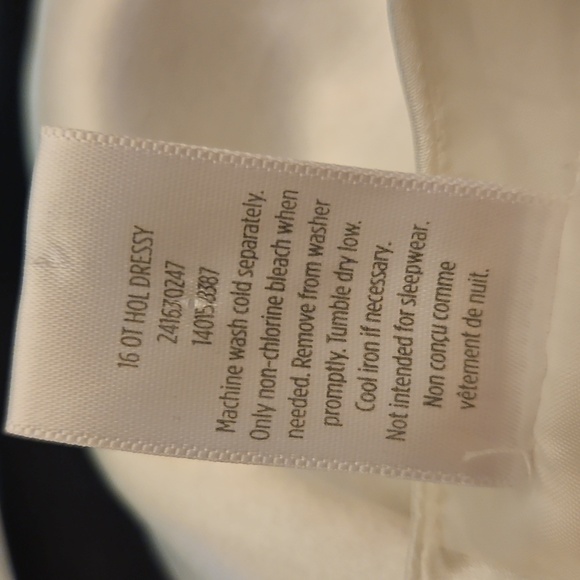 16 OT HOL DRESSY
241630247
Machine wash cold separately.
Only non-chlorine bleach when
needed. Remove from washer
promptly. Tumble dry low.
Cool iron if necessary.
Not intended for sleepwear.
Non conçu comme
vêtement de nuit.